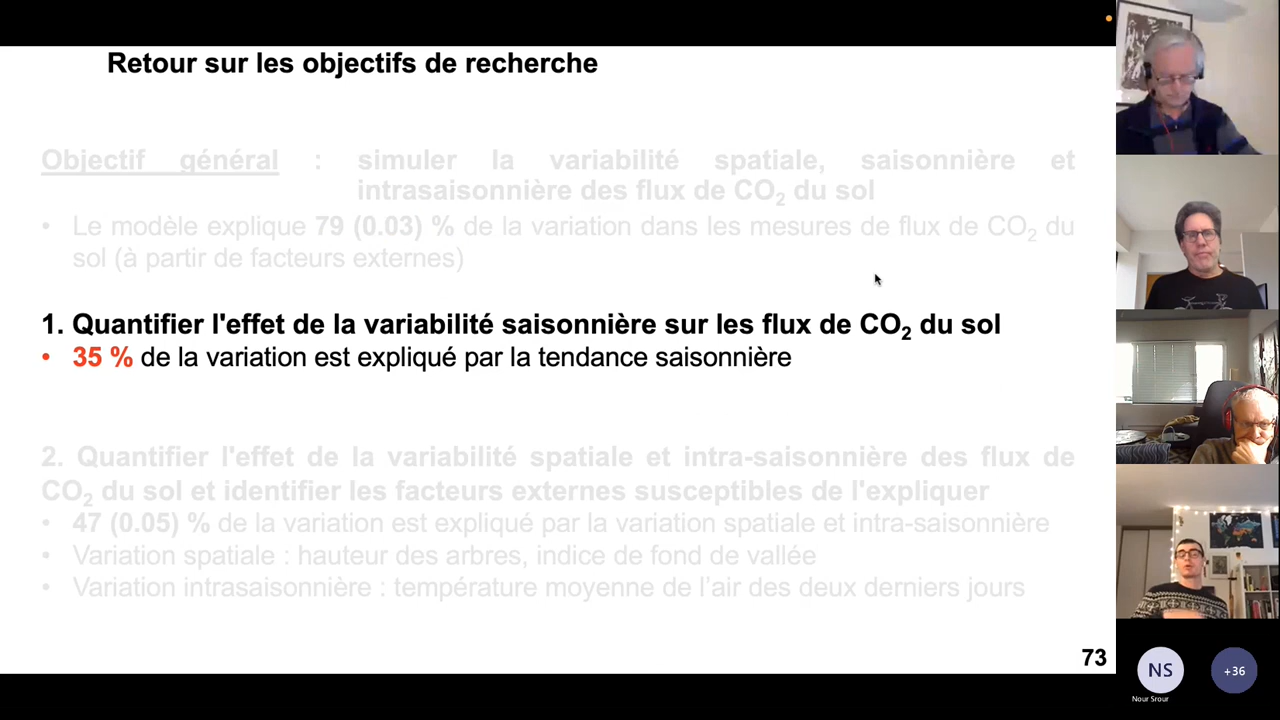 Retour sur les objectifs de recherche
Objectif général : simuler la variabilité spatiale, saisonnière et
intrasaisonnière des flux de CO2 du sol
• Le modèle explique 79 (0.03) % de la variation dans les mesures de flux de CO2 du
sol (à partir de facteurs externes)
1. Quantifier l'effet de la variabilité saisonnière sur les flux de CO2 du sol
• 35 % de la variation est expliqué par la tendance saisonnière
2. Quantifier l'effet de la variabilité spatiale et intra-saisonnière des flux de
CO2 du sol et identifier les facteurs externes susceptibles de l'expliquer
• 47 (0.05) % de la variation est expliqué par la variation spatiale et intra-saisonnière
• Variation spatiale : hauteur des arbres, indice de fond de vallée
• Variation intrasaisonnière : température moyenne de l’air des deux derniers jours
73
NS
Nour Srour
+36